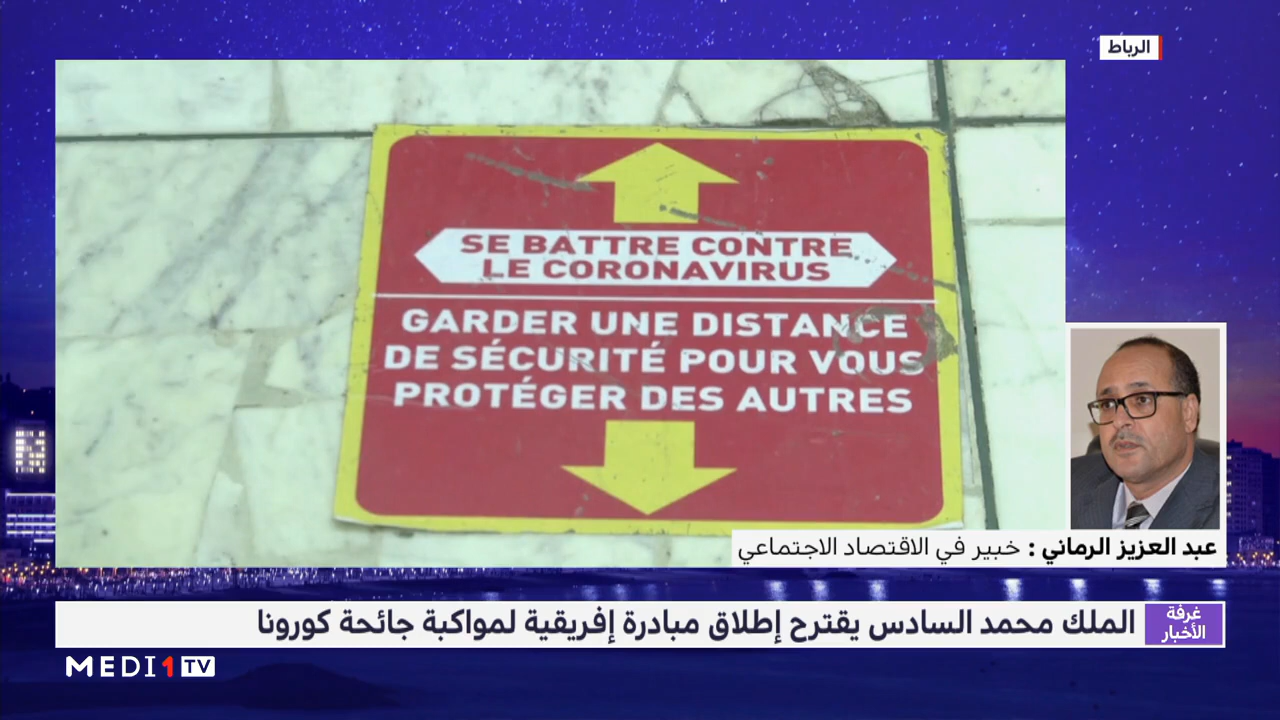 الرباط
SE BATTRE CONTRE
LE CORONAVIRUS
GARDER UNE DISTANCE
DE SÉCURITÉ POUR VOUS
PROTÉGER DES AUTRES
عبد العزيز الرماني : خبير في الاقتصاد الاجتماعي
غرفة
الأخبار
الملك محمد السادس يقترح إطلاق مبادرة إفريقية لمواكبة جائحة كورونا
MEDI1TV